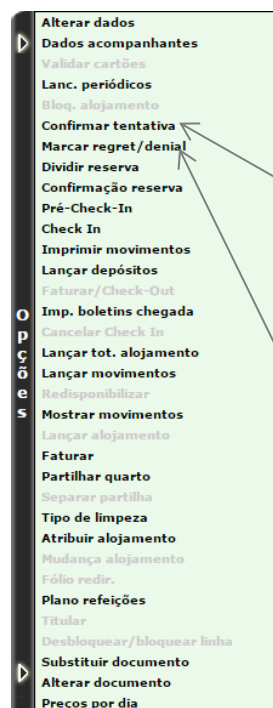 Alterar dados
Dados acompanhantes
Validar cartões
Lanc. periódicos
Bloq. alojamento
Confirmar tentativa
Marcar regret/denial
Dividir reserva
Confirmação reserva
Pré-Check-In
Check In
Imprimir movimentos
Lançar depósitos
Faturar/Check-Out
Imp. boletins chegada
Cancelar Check In
Lançar tot. alojamento
Lançar movimentos
Redisponibilizar
Mostrar movimentos
Lançar alojamento
Faturar
Partilhar quarto
Separar partilha
Tipo de limpeza
Atribuir alojamento
Mudança alojamento
Fólio redir.
Plano refeições
Titular
Desbloquear/bloquear linha
Substituir documento
Alterar documento
Preços por dia
Opções